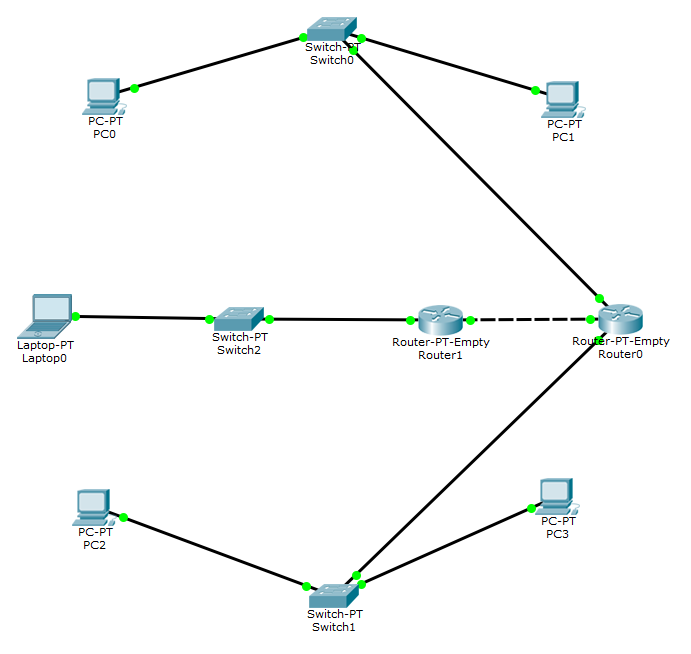 Switch-PT
Switch0
PC-PT
PC0
PC-PT
PC1
Laptop-PT
Laptop0
Switch-PT
Switch2
Router-PT-Empty
Router1
Router-PT-Empty
Router0
PC-PT
PC2
PC-PT
PC3
Switch-PT
Switch1